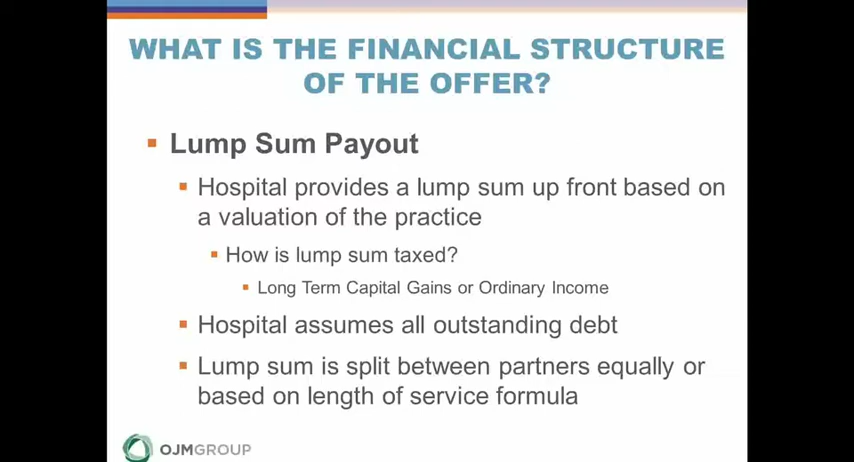 WHAT IS THE FINANCIAL STRUCTURE
OF THE OFFER?
Lump Sum Payout
Hospital provides a lump sum up front based on
a valuation of the practice
How is lump sum taxed?
Long Term Capital Gains or Ordinary Income
Hospital assumes all outstanding debt
Lump sum is split between partners equally or
based on length of service formula
OJMGROUP